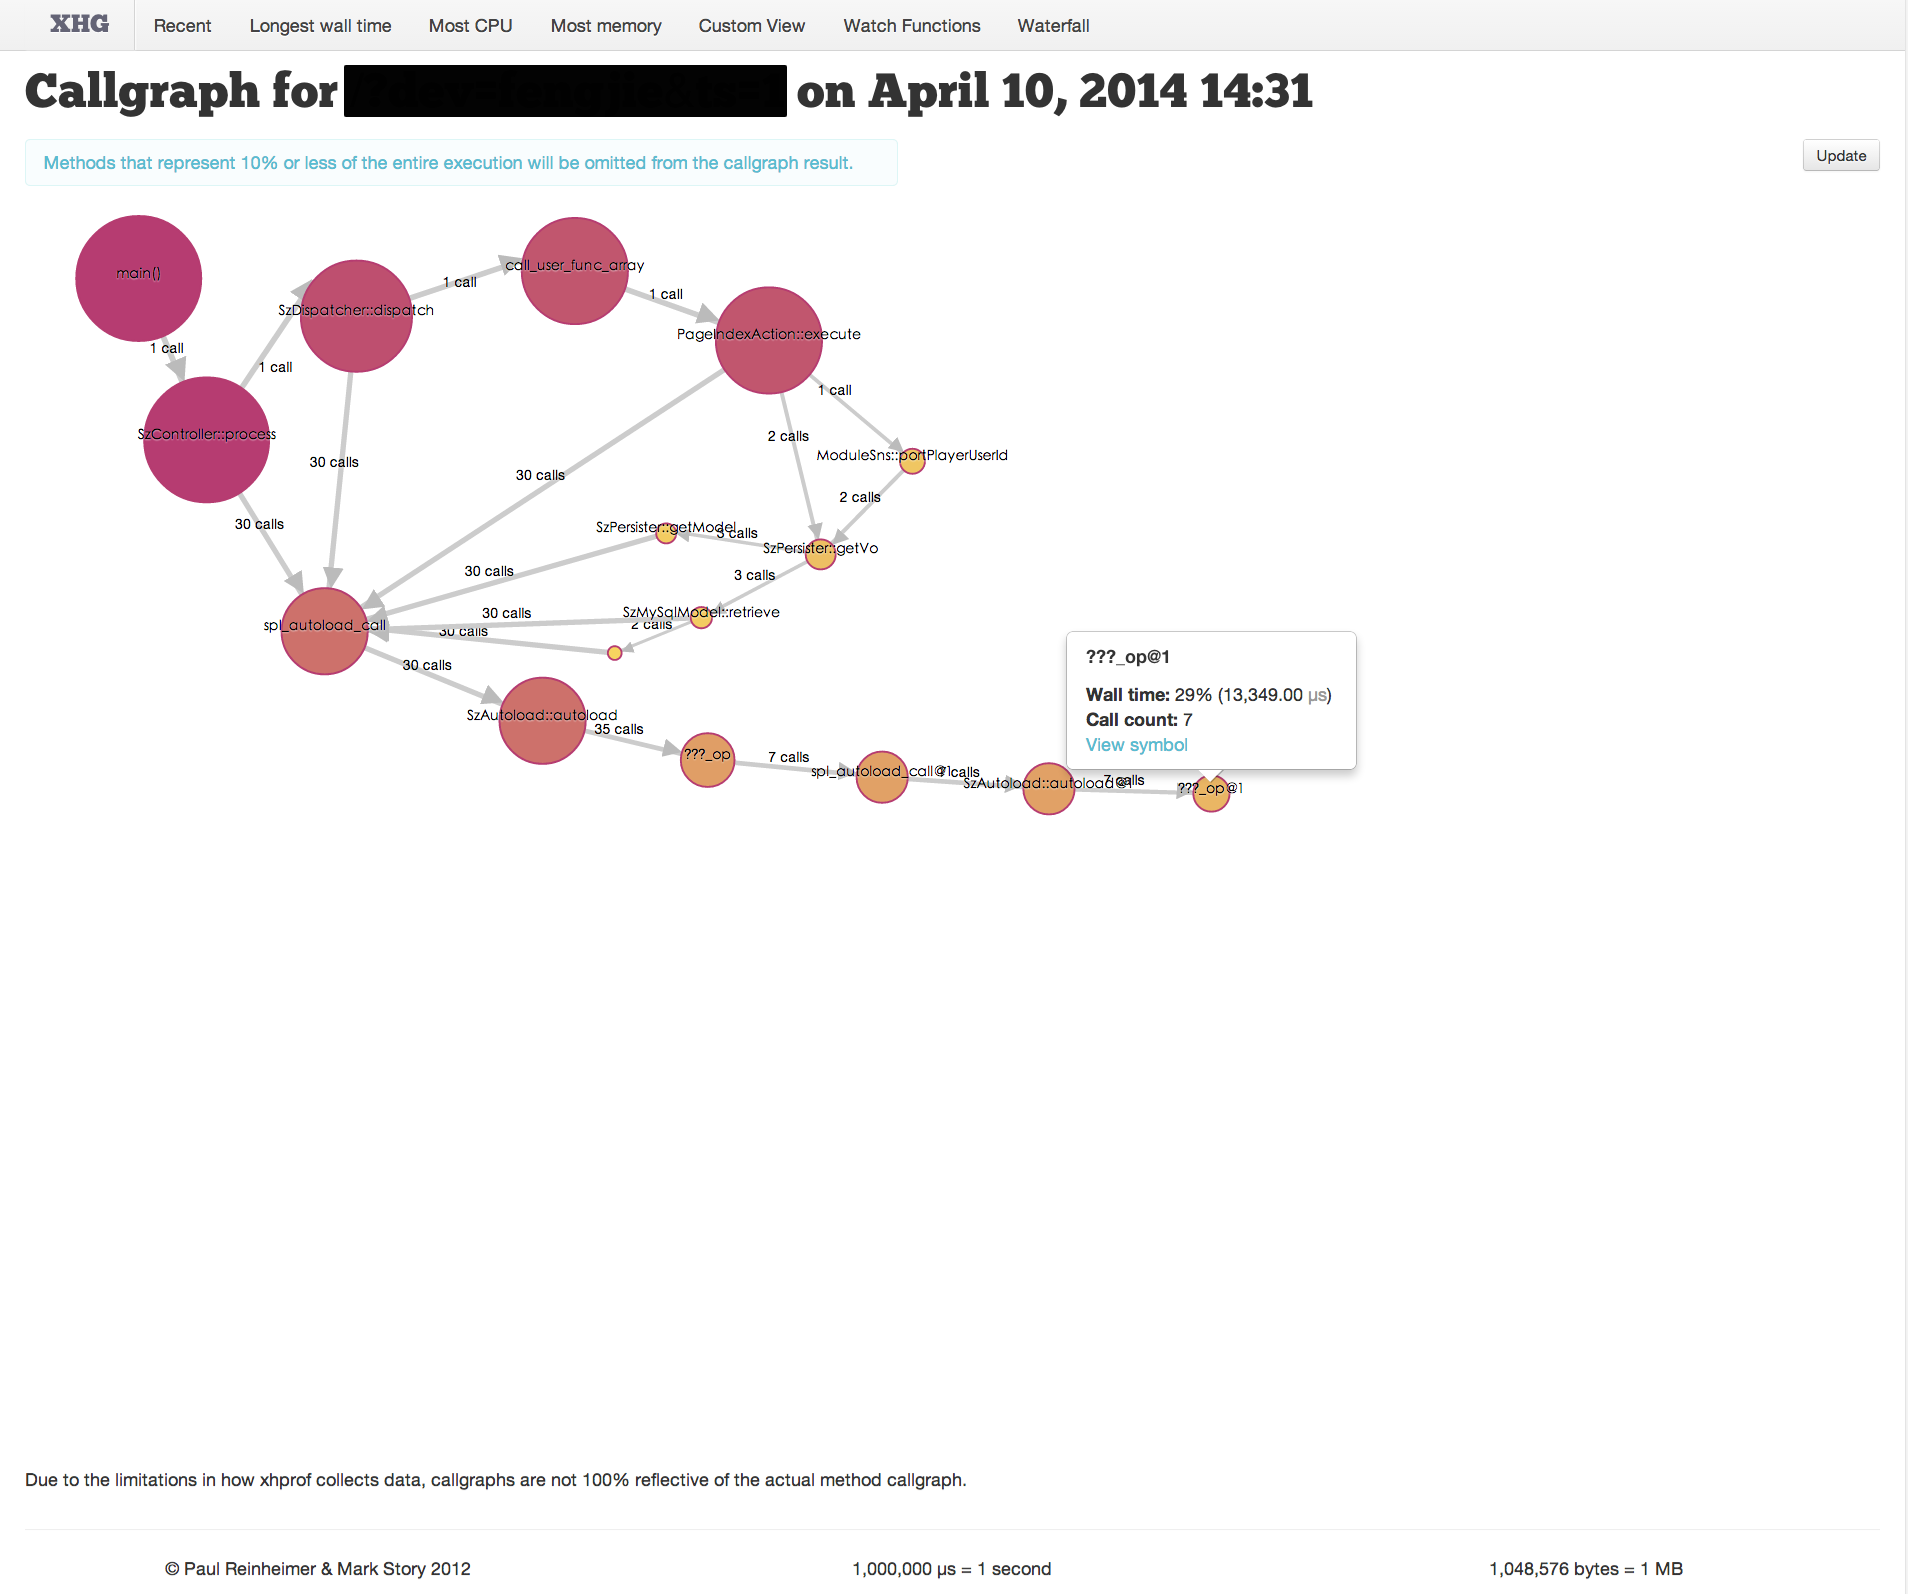 XHG Recent Longest wall time Most CPU Most memory Custom View Watch Functions Waterfall
Callgraph for on April 10, 2014 14:31
Methods that represent 10% or less of the entire execution will be omitted from the callgraph result.
Update
main()
call_user_func_array
1 call
SzDispatcher::dispatch
1 call
PageIndexAction::execute
1 call
1 call
1 call
SzController::process
2 calls
ModuleSns::portPlayerUserId
30 calls
30 calls
2 calls
30 calls
SzPersister::getModel
3 calls
SzPersister::getVo
30 calls
3 calls
30 calls
SzMySqlModel::retrieve
spl_autoload_call
30 calls
2 calls
30 calls
SzAutoload::autoload
35 calls
???_op
7 calls
spl_autoload_call@1
7 calls
SzAutoload::autoload@1
7 calls
???_op@1
???_op@1
Wall time: 29% (13,349.00 µs)
Call count: 7
View symbol
Due to the limitations in how xhprof collects data, callgraphs are not 100% reflective of the actual method callgraph.
© Paul Reinheimer & Mark Story 2012 1,000,000 µs = 1 second 1,048,576 bytes = 1 MB